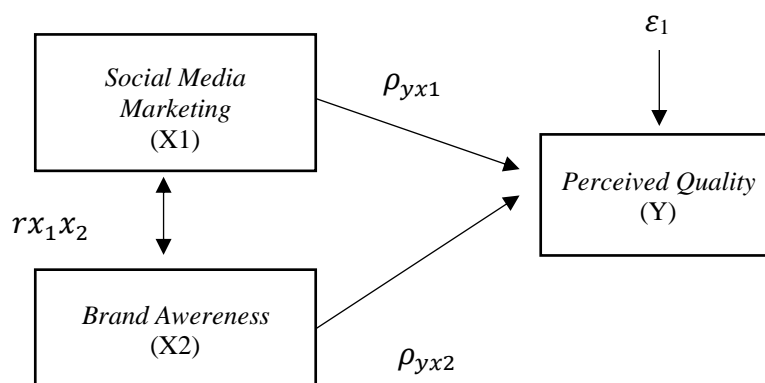 ε₁
Social Media
Marketing
(X1)
ρyx1
Perceived Quality
(Y)
rx₁x₂
Brand Awereness
(X2)
ρyx2